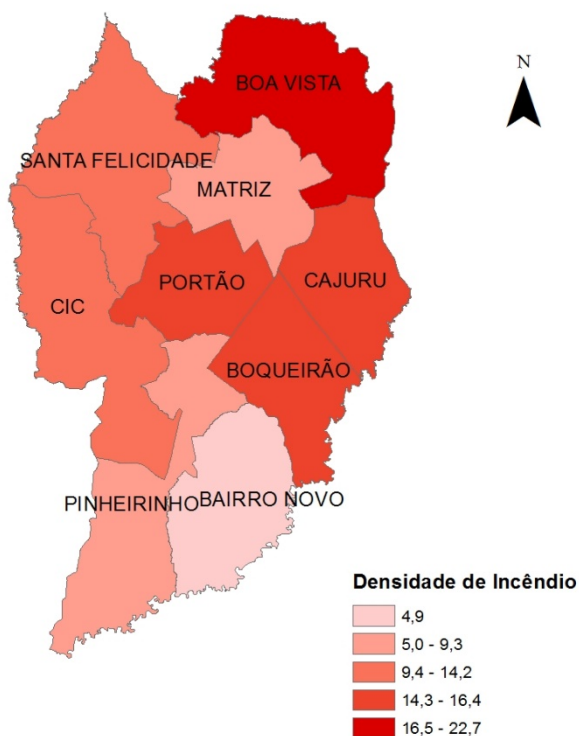 N
BOA VISTA
SANTA FELICIDADE
MATRIZ
PORTÃO
CAJURU
CIC
BOQUEIRÃO
PINHEIRINHO
BAIRRO NOVO
Densidade de Incêndio
4,9
5,0 - 9,3
9,4 - 14,2
14,3 - 16,4
16,5 - 22,7